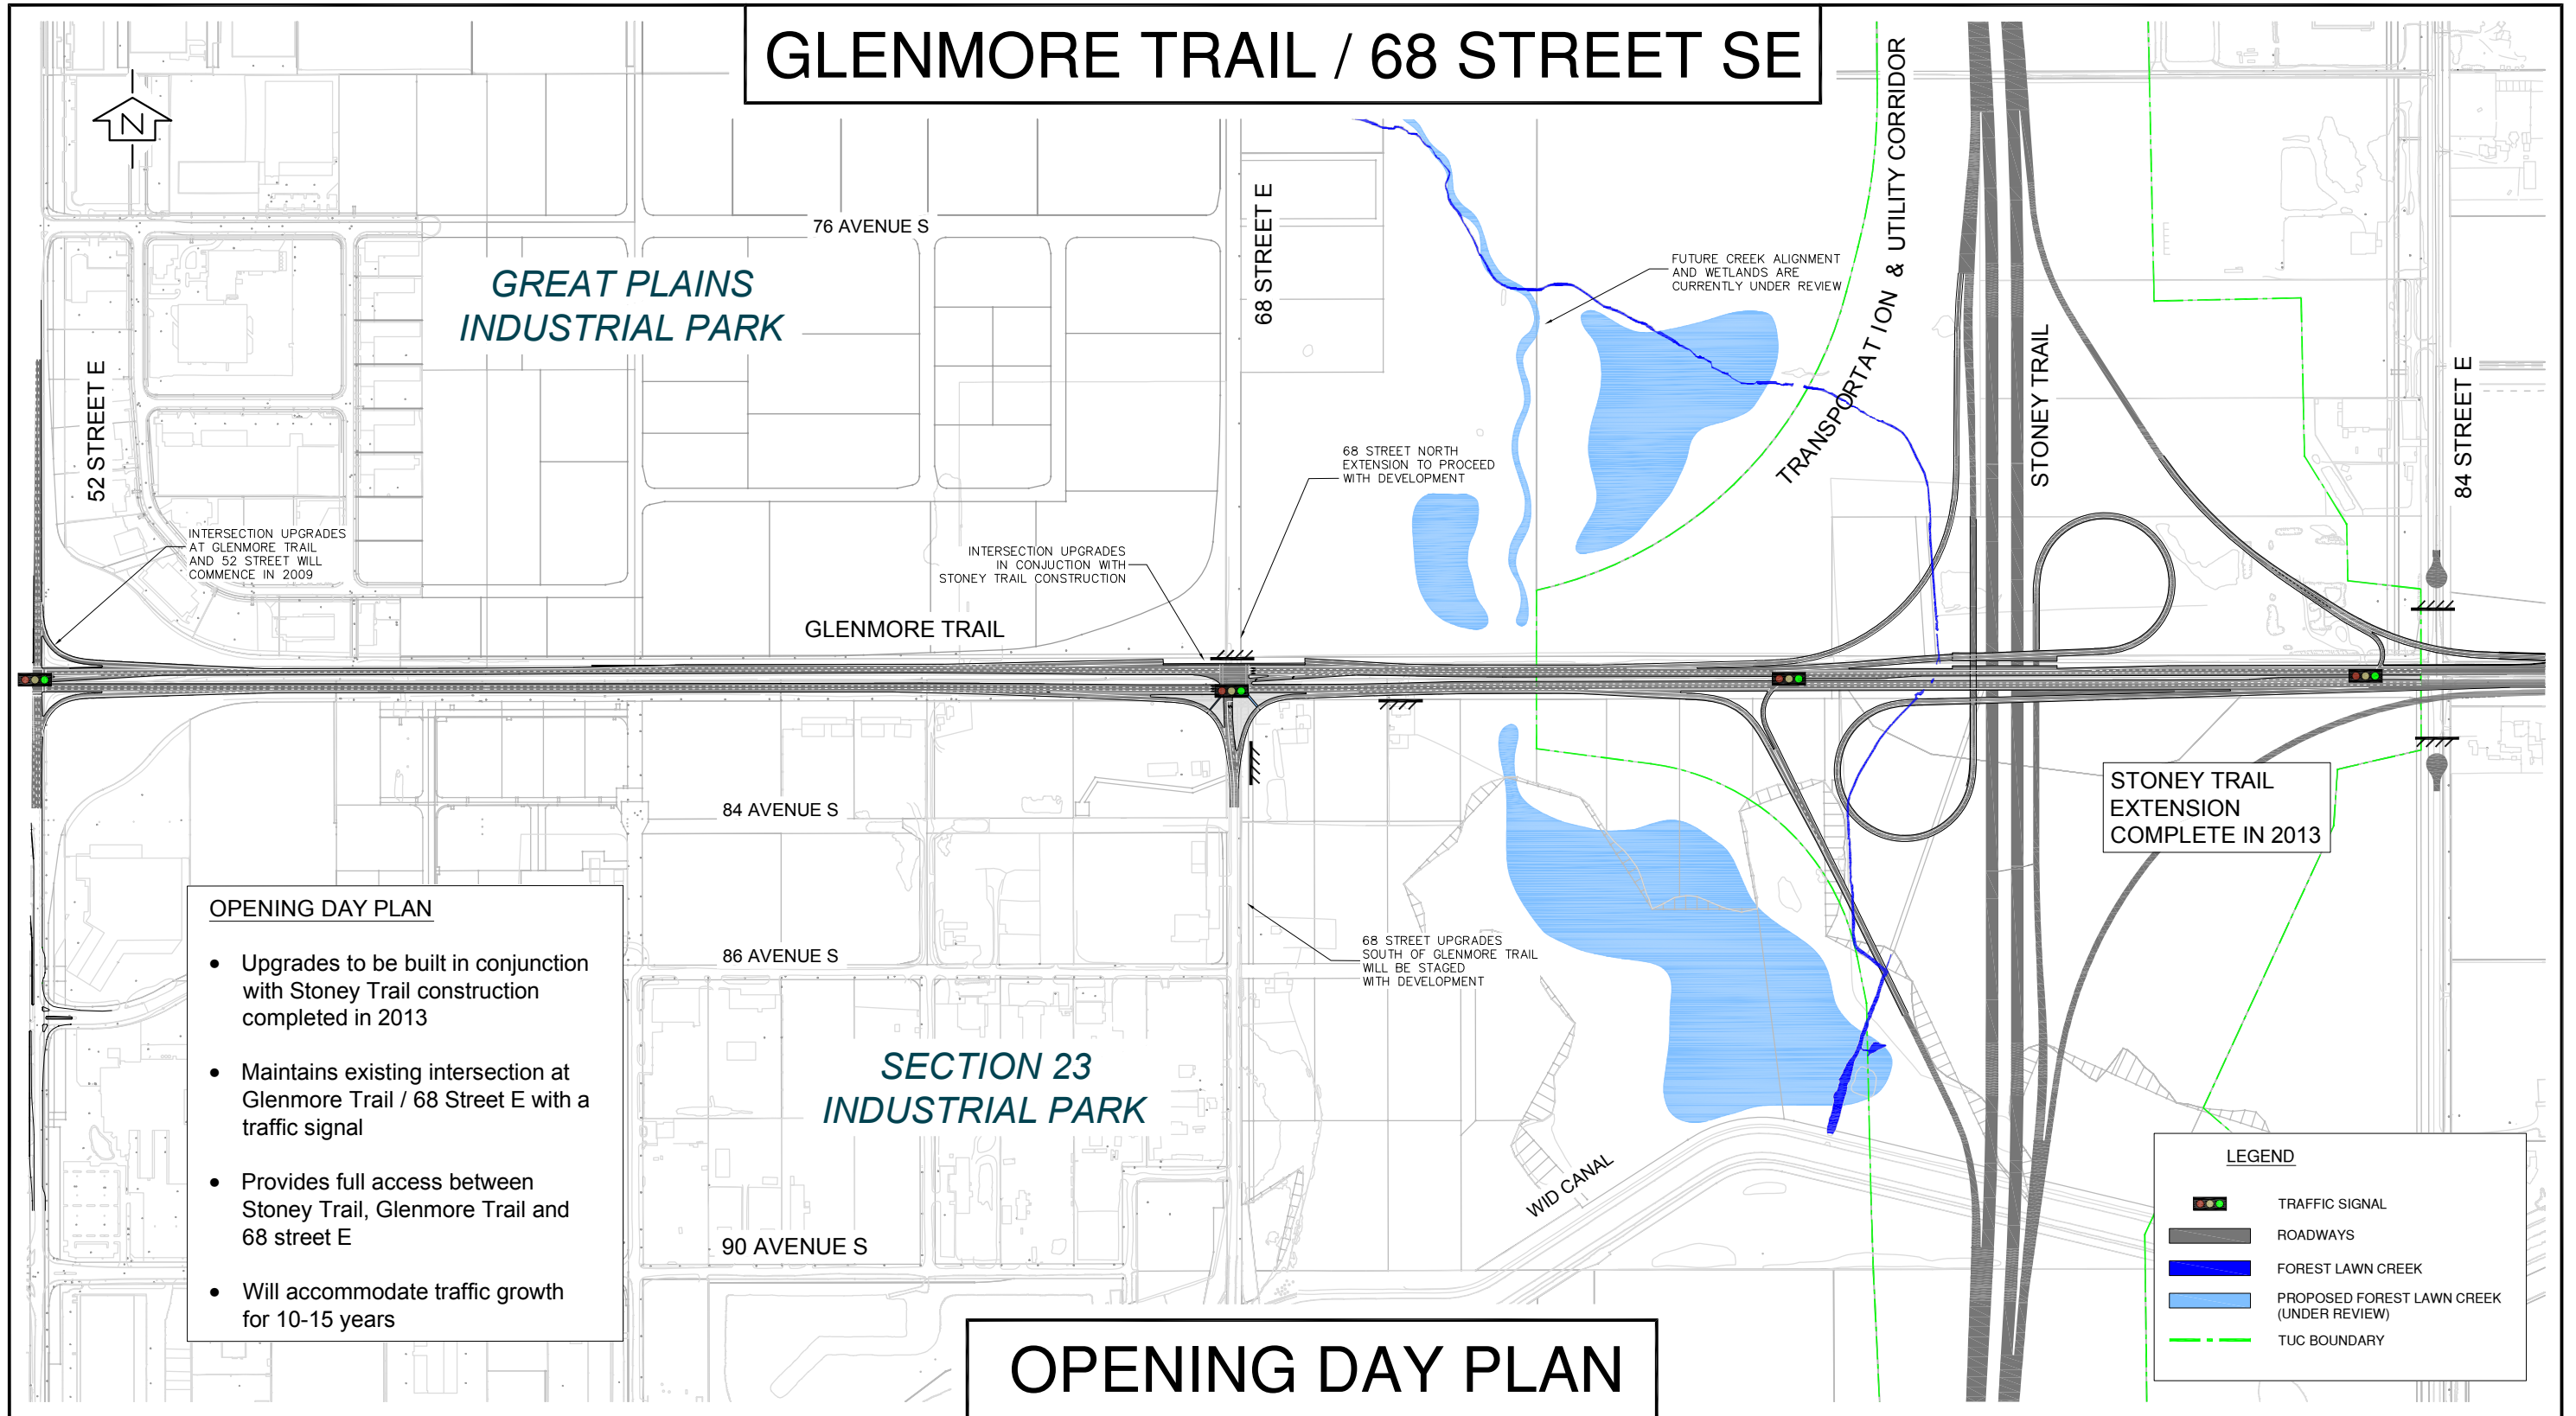 GLENMORE TRAIL / 68 STREET SE
N
76 AVENUE S
GREAT PLAINS
INDUSTRIAL PARK
52 STREET E
68 STREET E
TRANSPORTATION & UTILITY CORRIDOR
STONEY TRAIL
84 STREET E
FUTURE CREEK ALIGNMENT
AND WETLANDS ARE
CURRENTLY UNDER REVIEW
68 STREET NORTH
EXTENSION TO PROCEED
WITH DEVELOPMENT
INTERSECTION UPGRADES
AT GLENMORE TRAIL
AND 52 STREET WILL
COMMENCE IN 2009
INTERSECTION UPGRADES
IN CONJUCTION WITH
STONEY TRAIL CONSTRUCTION
GLENMORE TRAIL
84 AVENUE S
STONEY TRAIL
EXTENSION
COMPLETE IN 2013
86 AVENUE S
68 STREET UPGRADES
SOUTH OF GLENMORE TRAIL
WILL BE STAGED
WITH DEVELOPMENT
SECTION 23
INDUSTRIAL PARK
WID CANAL
90 AVENUE S
OPENING DAY PLAN
• Upgrades to be built in conjunction
with Stoney Trail construction
completed in 2013
• Maintains existing intersection at
Glenmore Trail / 68 Street E with a
traffic signal
• Provides full access between
Stoney Trail, Glenmore Trail and
68 street E
• Will accommodate traffic growth
for 10-15 years
LEGEND
TRAFFIC SIGNAL
ROADWAYS
FOREST LAWN CREEK
PROPOSED FOREST LAWN CREEK
(UNDER REVIEW)
TUC BOUNDARY
OPENING DAY PLAN